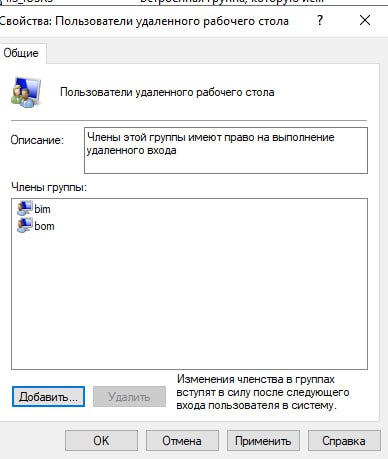 Свойства: Пользователи удаленного рабочего стола
?
Общие
Пользователи удаленного рабочего стола
Описание:
Члены этой группы имеют право на выполнение
удаленного входа
Члены группы:
bim
bom
Добавить...
Удалить
Изменения членства в группах
вступят в силу после следующего
входа пользователя в систему.
OK
Отмена
Применить
Справка